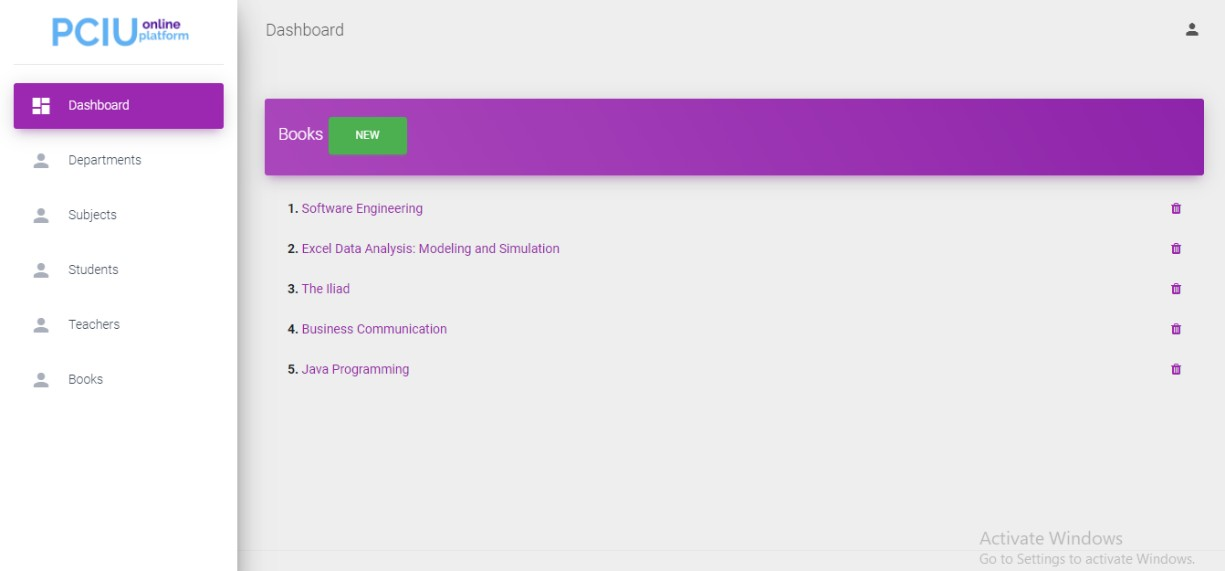 PCIU online platform
Dashboard
Dashboard
Departments
Subjects
Students
Teachers
Books
Books NEW
1. Software Engineering
2. Excel Data Analysis: Modeling and Simulation
3. The Iliad
4. Business Communication
5. Java Programming
Activate Windows
Go to Settings to activate Windows.